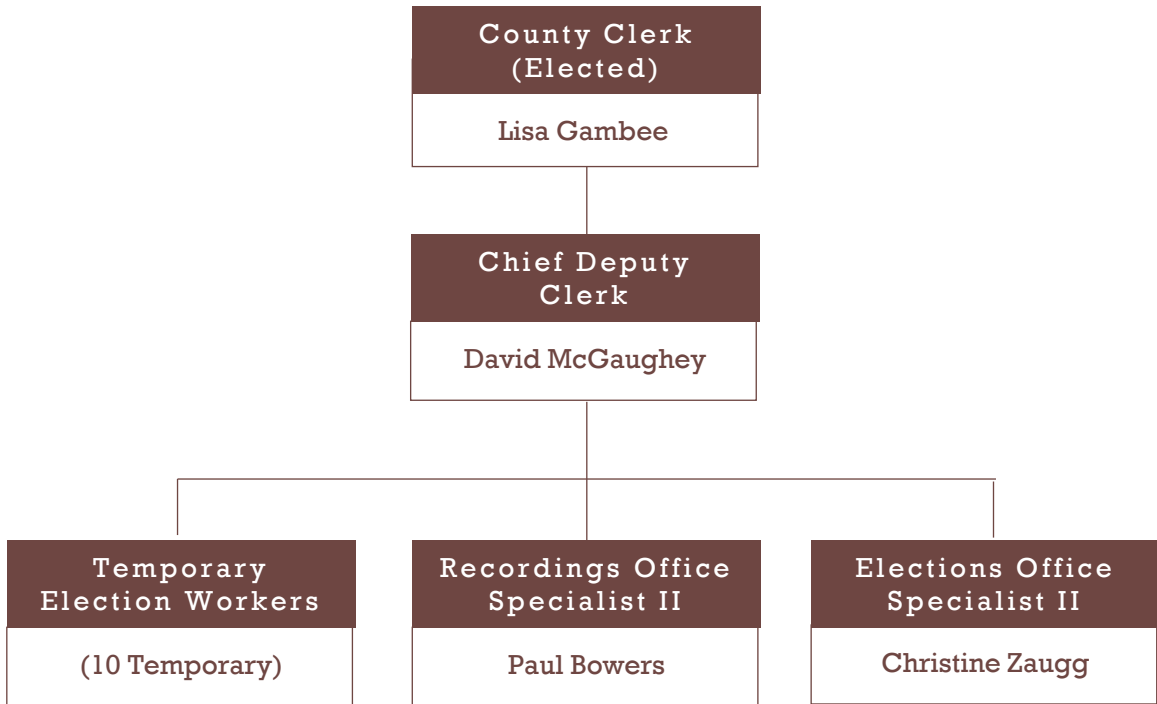 County Clerk
(Elected)
Lisa Gambee
Chief Deputy
Clerk
David McGaughey
Temporary
Election Workers
(10 Temporary)
Recordings Office
Specialist II
Paul Bowers
Elections Office
Specialist II
Christine Zaugg